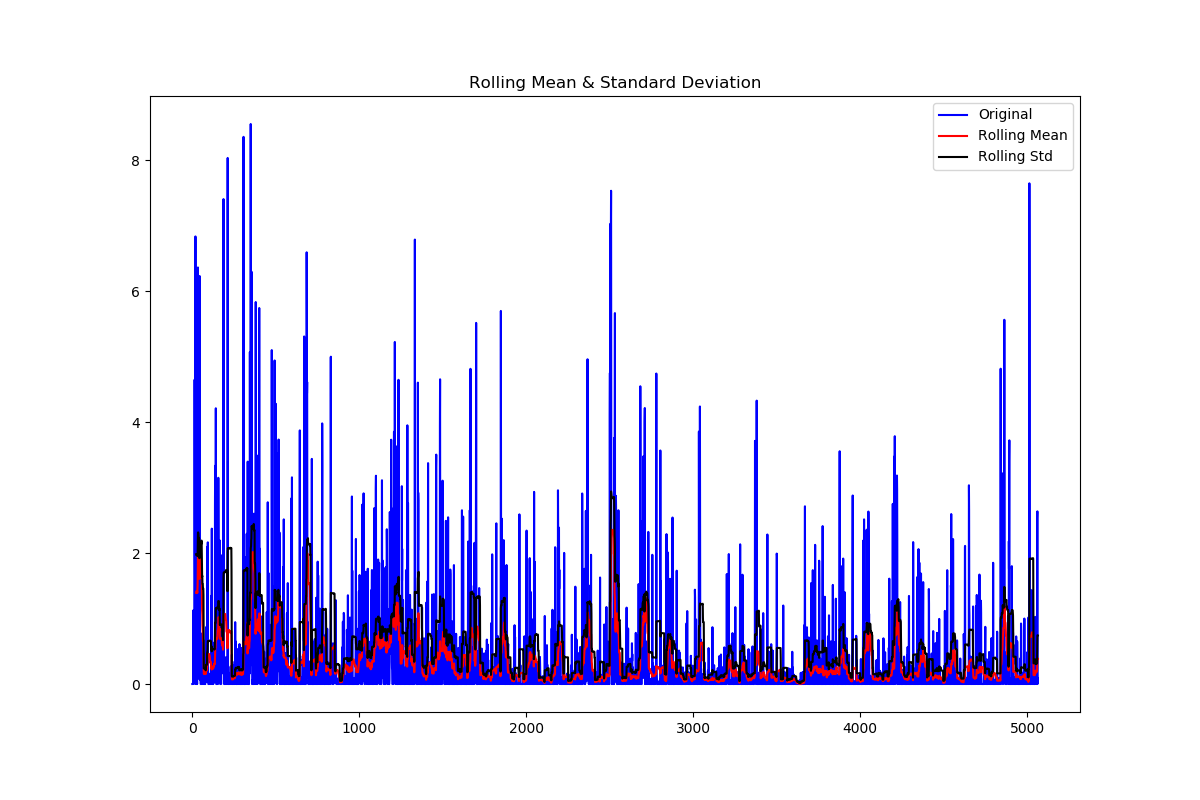 Rolling Mean & Standard Deviation
Original
Rolling Mean
Rolling Std
8
6
4
2
0
0 1000 2000 3000 4000 5000